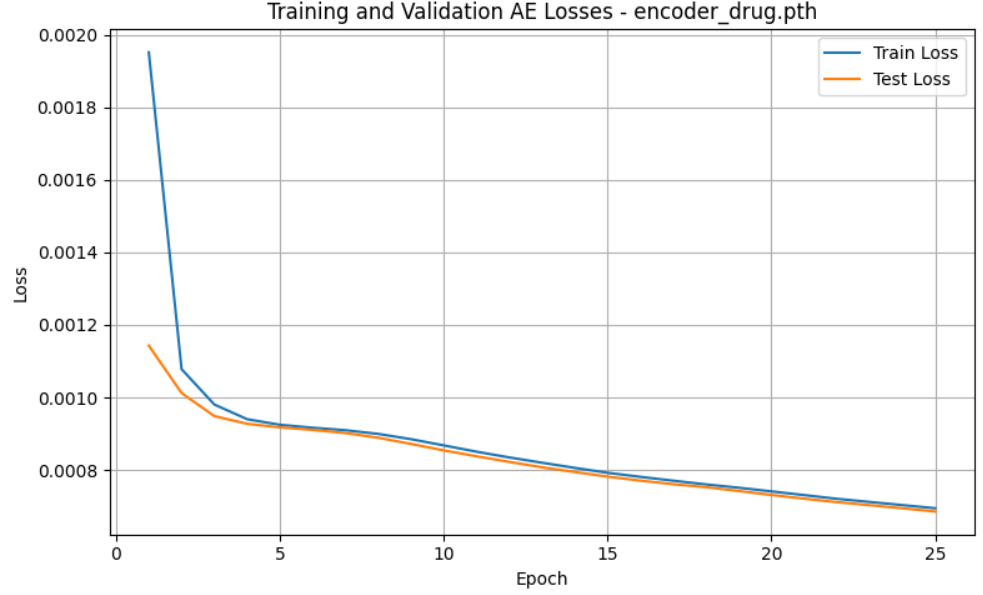 Training and Validation AE Losses - encoder_drug.pth
0.0020
0.0018
0.0016
0.0014
0.0012
0.0010
0.0008
Loss
Train Loss
Test Loss
0 5 10 15 20 25
Epoch